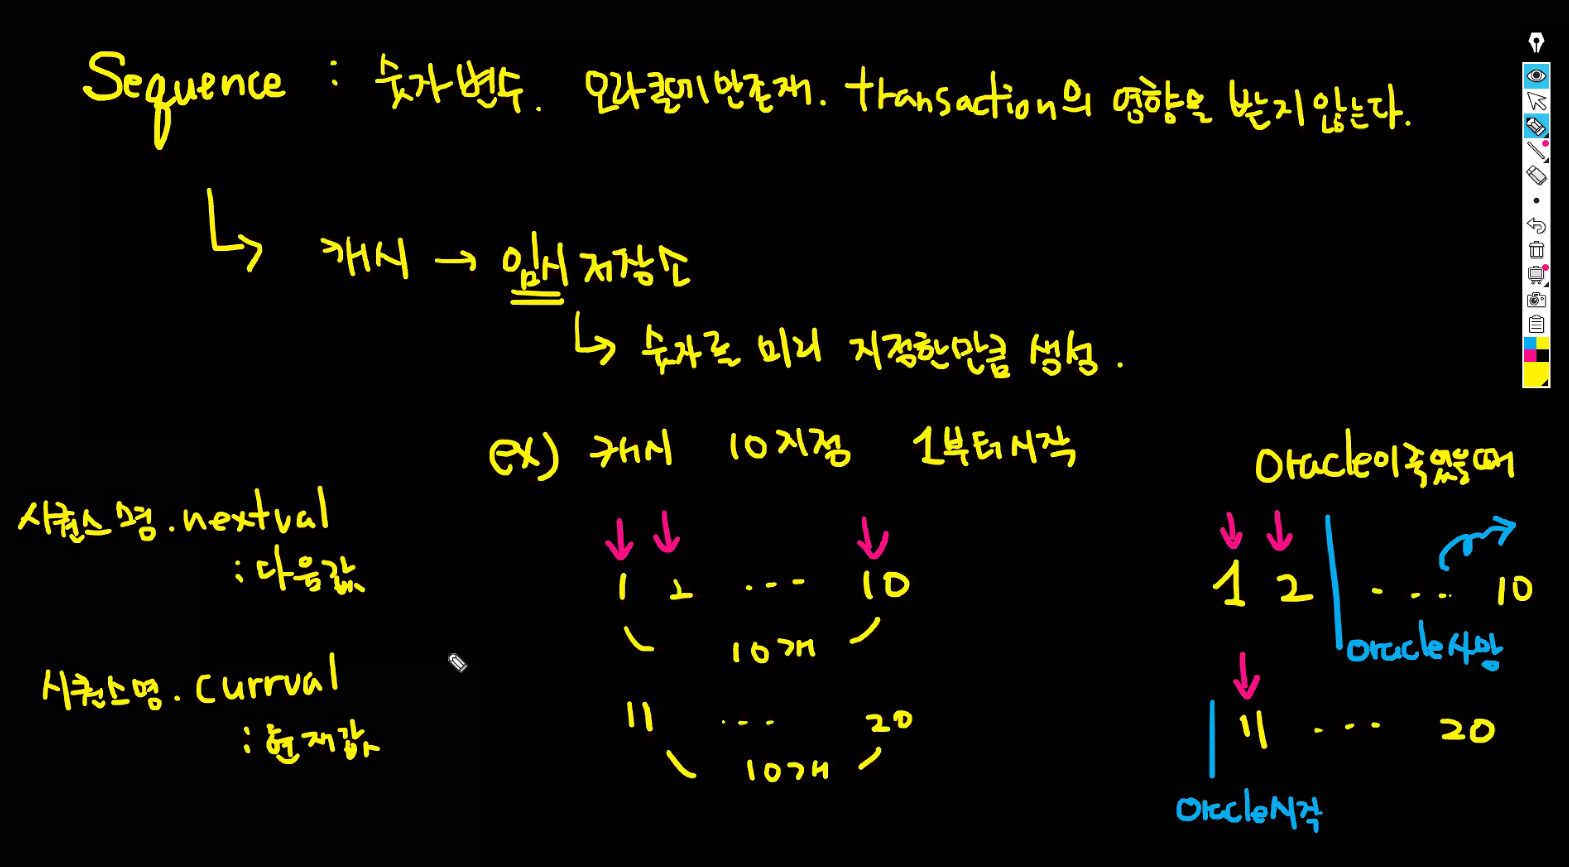 Sequence : 숫자변수. 오라클에만존재. transaction의 영향을 받지않는다.
캐시 → 임시 저장소
숫자를 미리 지정한만큼 생성.
ex) 캐시 10지정 1부터시작
Oracle이죽었을때
시퀀스명.nextval
: 다음값
1 2 ... 10
10개
1 2 ... 10
Oracle사망
시퀀스명.currval
: 현재값
11 ... 20
10개
11 ... 20
Oracle시작